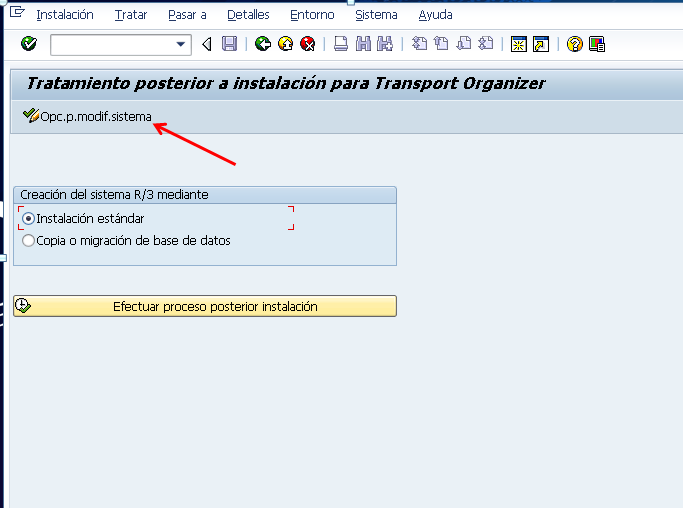 Instalación Tratar Pasar a Detalles Entorno Sistema Ayuda
Tratamiento posterior a instalación para Transport Organizer
Opc.p.modif.sistema
Creación del sistema R/3 mediante
Instalación estándar
Copia o migración de base de datos
Efectuar proceso posterior instalación